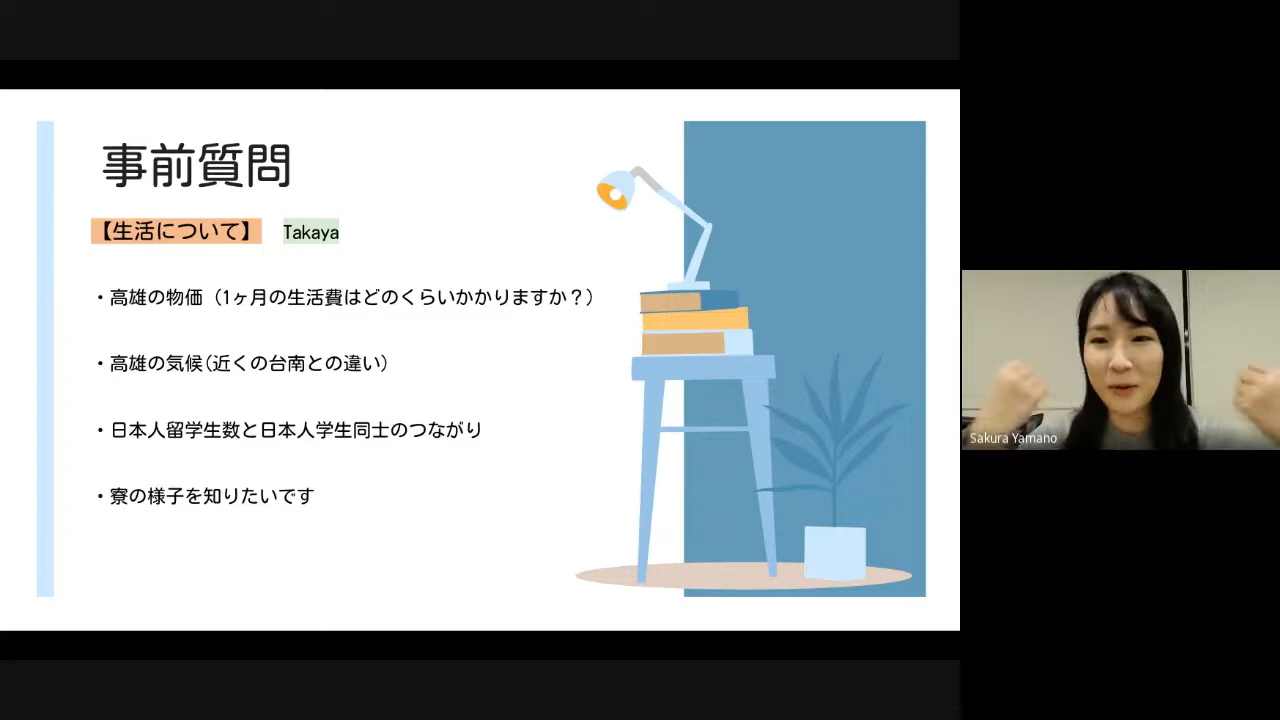 事前質問
【生活について】 Takaya
・高雄の物価（1ヶ月の生活費はどのくらいかかりますか？）
・高雄の気候(近くの台南との違い)
・日本人留学生数と日本人学生同士のつながり
・寮の様子を知りたいです
Sakura Yamano